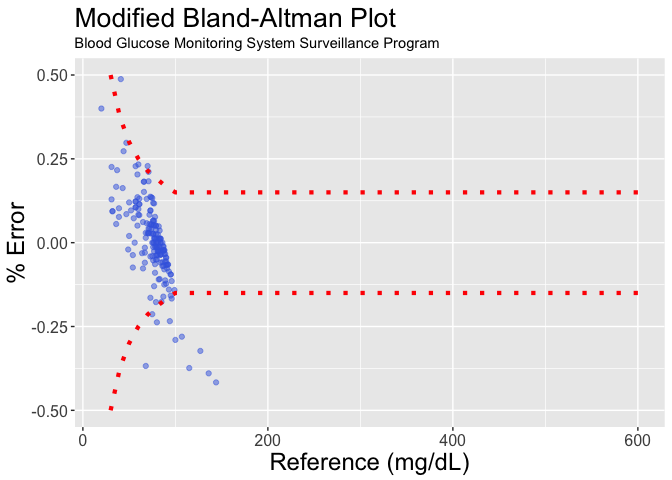 Modified Bland-Altman Plot
Blood Glucose Monitoring System Surveillance Program
0.50
0.25
0.00
-0.25
-0.50
% Error
0 200 400 600
Reference (mg/dL)